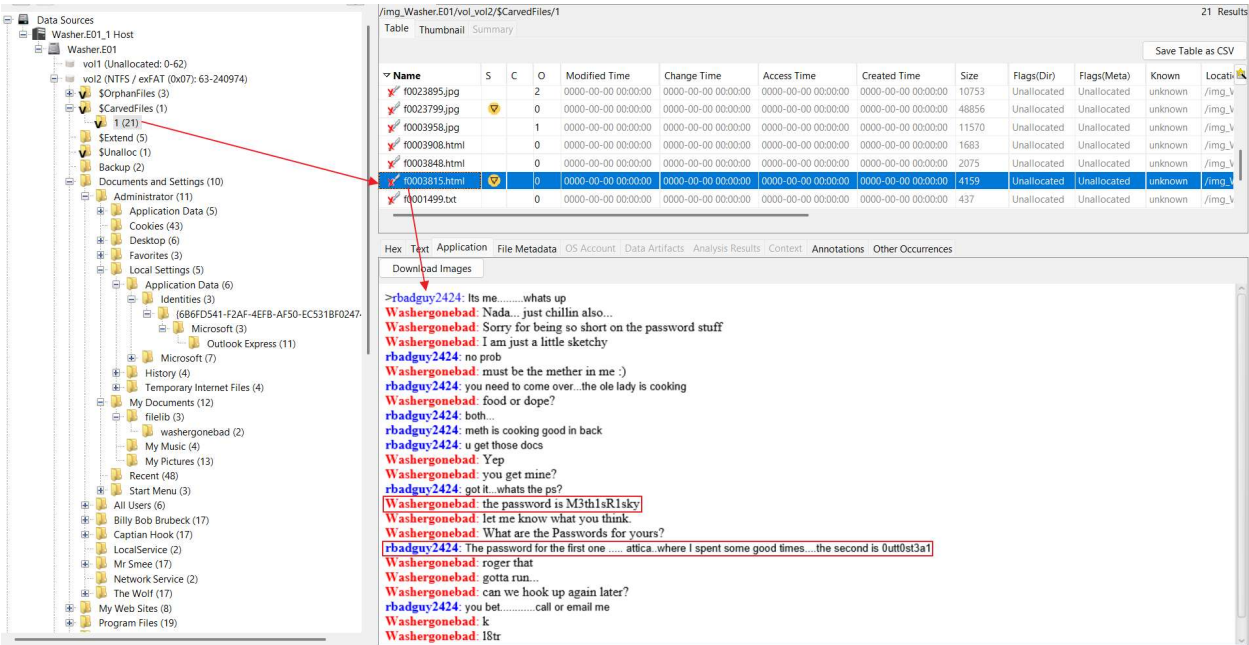 Data Sources
Washer.E01_1 Host
Washer.E01
vol1 (Unallocated: 0-62)
vol2 (NTFS / exFAT (0x07): 63-240974)
$OrphanFiles (3)
$CarvedFiles (1)
1 (21)
$Extend (5)
$Unalloc (1)
Backup (2)
Documents and Settings (10)
Administrator (11)
Application Data (5)
Cookies (43)
Desktop (6)
Favorites (3)
Local Settings (5)
Application Data (6)
Identities (3)
{6B6FD541-F2AF-4EFB-AF50-EC531BF0247
Microsoft (3)
Outlook Express (11)
Microsoft (7)
History (4)
Temporary Internet Files (4)
My Documents (12)
filelib (3)
washergonebad (2)
My Music (4)
My Pictures (13)
Recent (48)
Start Menu (3)
All Users (6)
Billy Bob Brubeck (17)
Captian Hook (17)
LocalService (2)
Mr Smee (17)
Network Service (2)
The Wolf (17)
My Web Sites (8)
Program Files (19)
/img_Washer.E01/vol_vol2/$CarvedFiles/1 21 Results
Table Thumbnail Summary
Save Table as CSV
Name S C O Modified Time Change Time Access Time Created Time Size Flags(Dir) Flags(Meta) Known Locati
f0023895.jpg 2 0000-00-00 00:00:00 0000-00-00 00:00:00 0000-00-00 00:00:00 0000-00-00 00:00:00 10753 Unallocated Unallocated unknown /img_V
f0023799.jpg 0 0000-00-00 00:00:00 0000-00-00 00:00:00 0000-00-00 00:00:00 0000-00-00 00:00:00 48856 Unallocated Unallocated unknown /img_V
f0003958.jpg 1 0000-00-00 00:00:00 0000-00-00 00:00:00 0000-00-00 00:00:00 0000-00-00 00:00:00 11570 Unallocated Unallocated unknown /img_V
f0003908.html 0 0000-00-00 00:00:00 0000-00-00 00:00:00 0000-00-00 00:00:00 0000-00-00 00:00:00 1683 Unallocated Unallocated unknown /img_V
f0003848.html 0 0000-00-00 00:00:00 0000-00-00 00:00:00 0000-00-00 00:00:00 0000-00-00 00:00:00 2075 Unallocated Unallocated unknown /img_V
f0003815.html 0 0000-00-00 00:00:00 0000-00-00 00:00:00 0000-00-00 00:00:00 0000-00-00 00:00:00 4159 Unallocated Unallocated unknown /img_V
f0001499.txt 0 0000-00-00 00:00:00 0000-00-00 00:00:00 0000-00-00 00:00:00 0000-00-00 00:00:00 437 Unallocated Unallocated unknown /img_V
Hex Text Application File Metadata OS Account Data Artifacts Analysis Results Context Annotations Other Occurrences
Download Images
>rbadguy2424: Its me.........whats up
Washergonebad: Nada... just chillin also...
Washergonebad: Sorry for being so short on the password stuff
Washergonebad: I am just a little sketchy
rbadguy2424: no prob
Washergonebad: must be the mether in me :)
rbadguy2424: you need to come over...the ole lady is cooking
Washergonebad: food or dope?
rbadguy2424: both...
rbadguy2424: meth is cooking good in back
rbadguy2424: u get those docs
Washergonebad: Yep
Washergonebad: you get mine?
rbadguy2424: got it...whats the ps?
Washergonebad: the password is M3th1sR1sky
Washergonebad: let me know what you think.
Washergonebad: What are the Passwords for yours?
rbadguy2424: The password for the first one ..... attica..where I spent some good times....the second is 0utt0st3a1
Washergonebad: roger that
Washergonebad: gotta run...
Washergonebad: can we hook up again later?
rbadguy2424: you bet............call or email me
Washergonebad: k
Washergonebad: l8tr